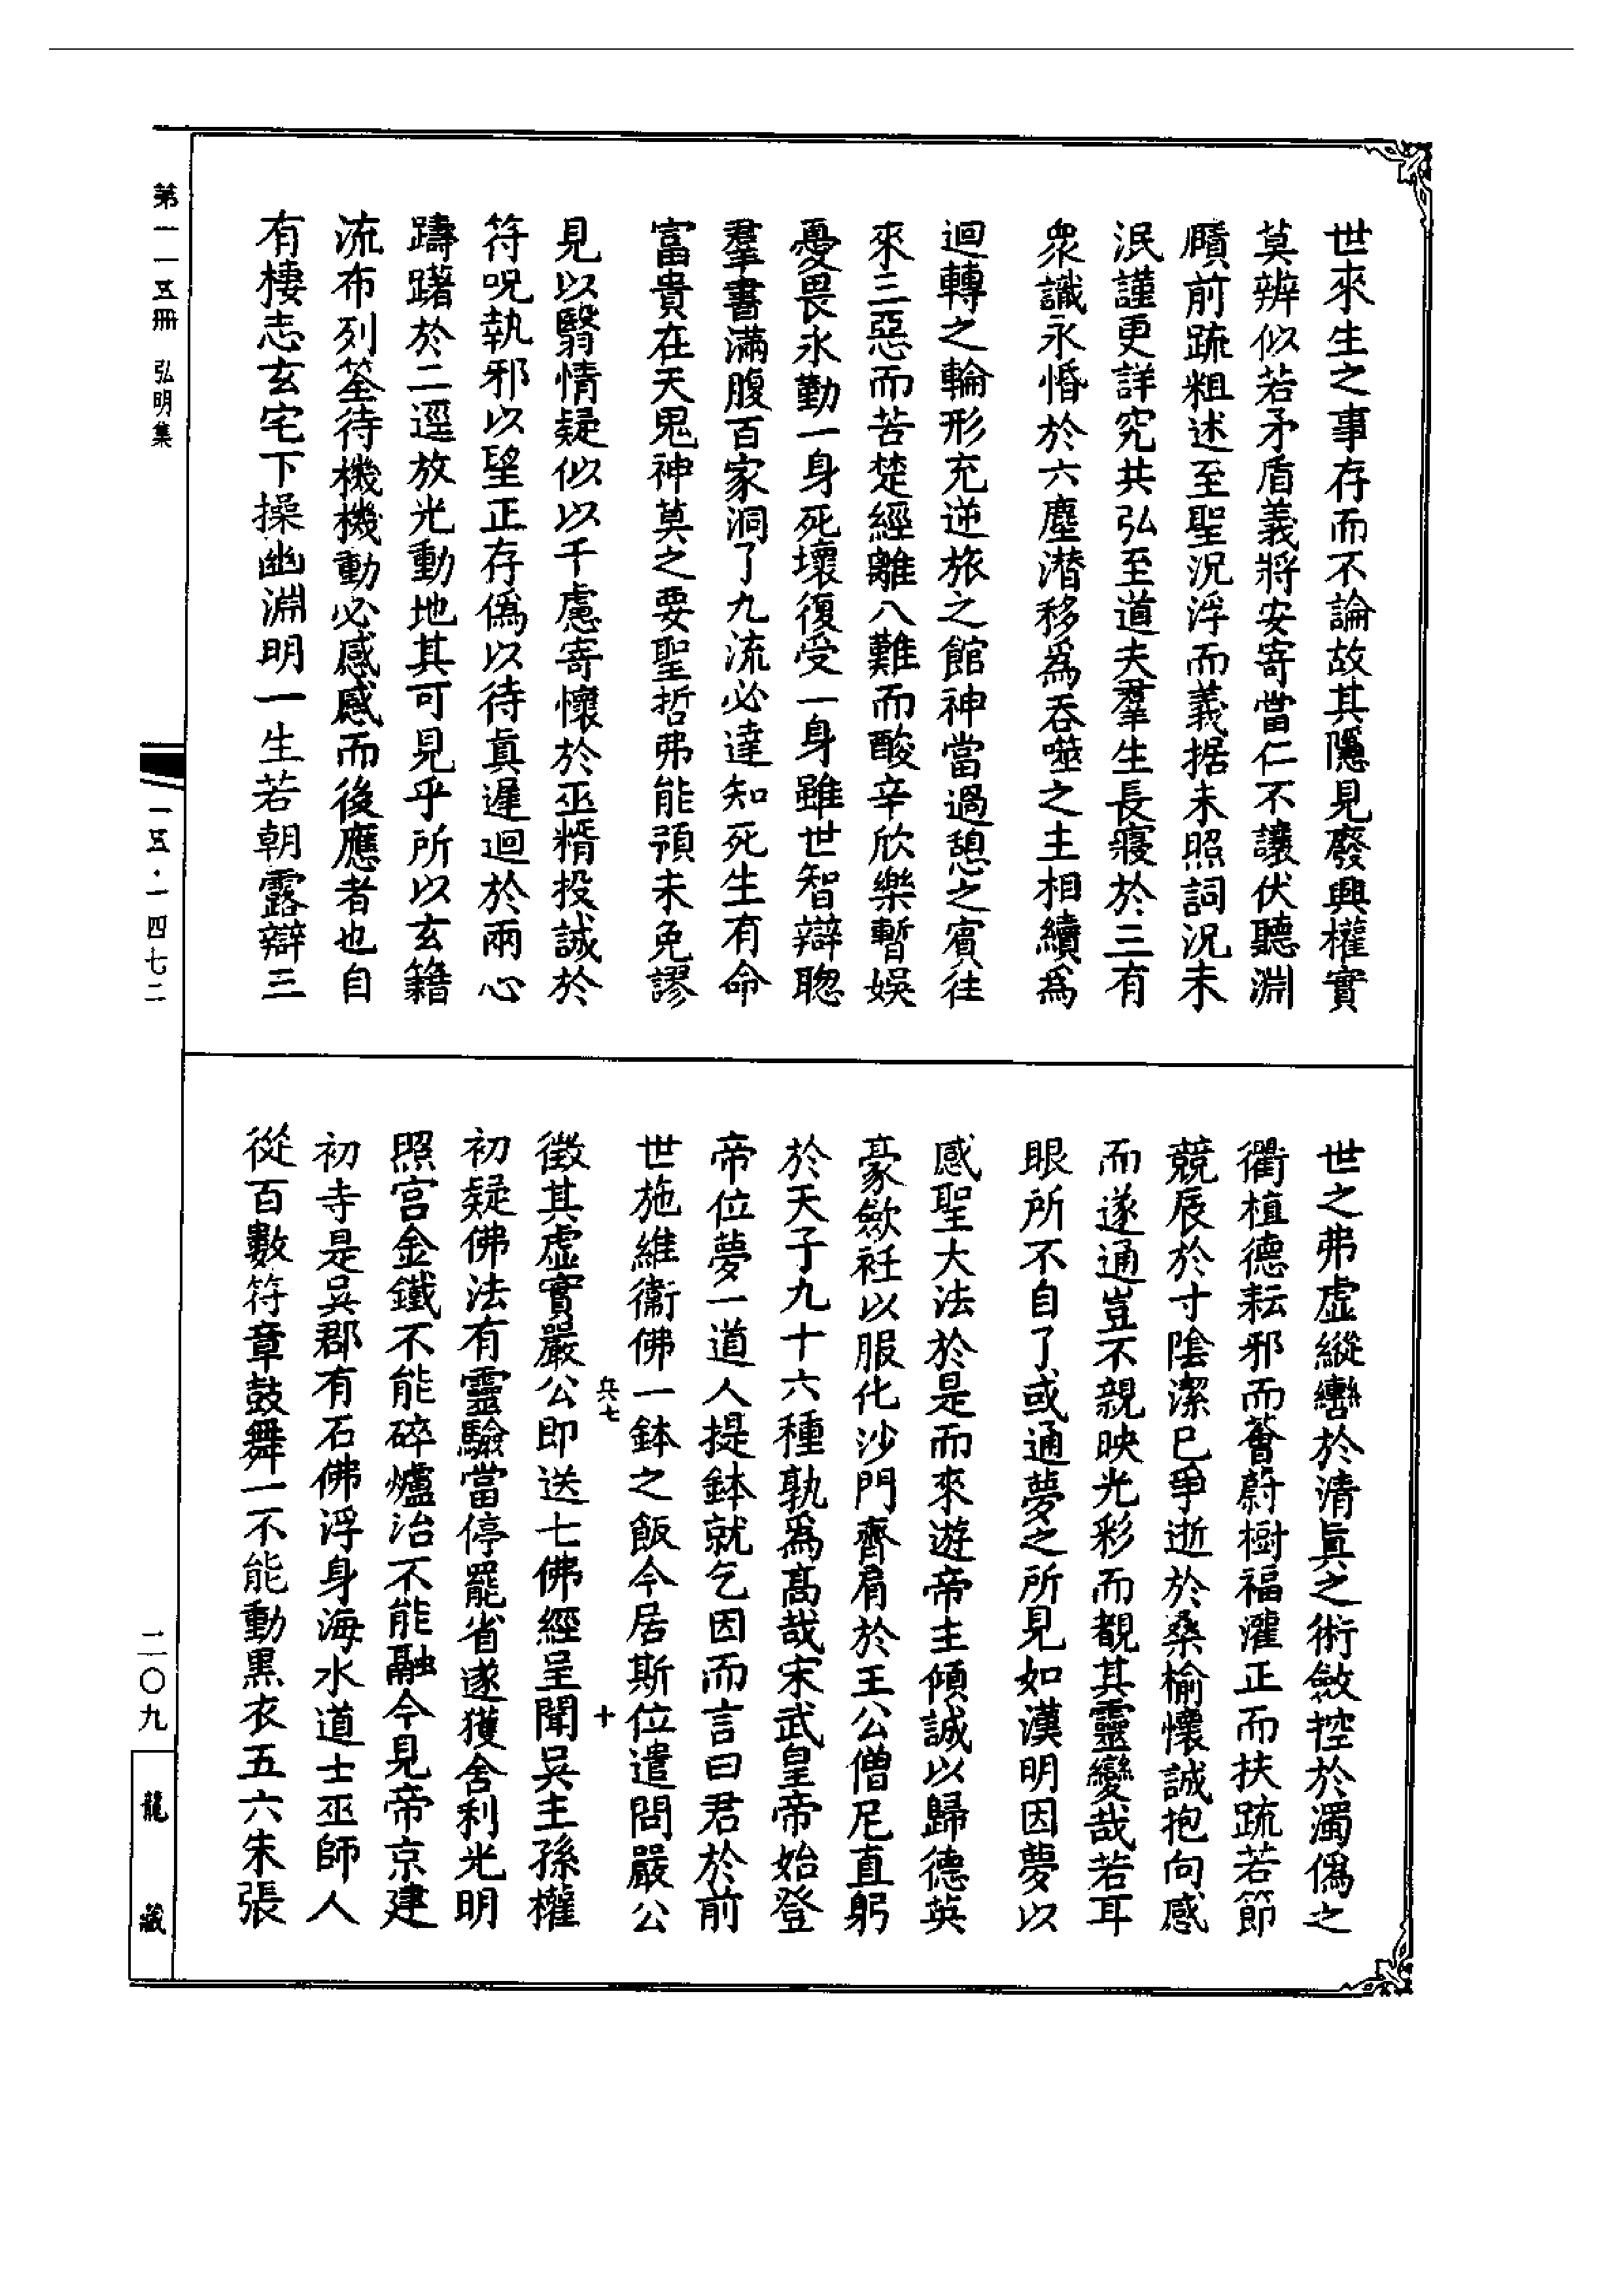 世來生之事存而不論故其隱見廢興權實
莫辨似若矛盾義將安寄當仁不讓伏聽淵
賾前疏粗述至聖況浮而義据未照詞況未
泯謹更詳究共弘至道夫羣生長寢於三有
衆識永惛於六塵潛移爲吞噬之主相續爲
迴轉之輪形充逆旅之館神當過憩之賓往
來三惡而苦楚經離八難而酸辛欣樂暫娛
憂畏永勤一身死壞復受一身雖世智辯聦
羣書滿腹百家洞了九流必達知死生有命
富貴在天鬼神莫之要聖哲弗能預未免謬
見以翳情疑似以千慮寄懷於巫糈投誠於
符呪執邪以望正存僞以待眞遲迴於兩心
躊躇於二逕放光動地其可見乎所以玄籍
流布列筌待機機動必感感而後應者也自
有棲志玄宅下操幽淵明一生若朝露辯三
世之弗虛縱轡於清眞之術斂控於濁僞之
衢植德耘邪而薈蔚樹福灌正而扶疏若節
競辰於寸陰潔已爭逝於桑榆懷誠抱向感
而遂通豈不親映光彩而覩其靈變哉若耳
眼所不自了或通夢之所見如漢明因夢以
感聖大法於是而來遊帝主傾誠以歸德英
豪斂衽以服化沙門齊肩於王公僧尼直躬
於天子九十六種孰爲高哉宋武皇帝始登
帝位夢一道人提鉢就乞因而言曰君於前
世施維衞佛一鉢之飯今居斯位遣問嚴公
兵七 十
徵其虛實嚴公即送七佛經呈聞吳主孫權
初疑佛法有靈驗當停罷省遂獲舍利光明
照宮金鐵不能碎爐冶不能融今見帝京建
初寺是吳郡有石佛浮身海水道士巫師人
從百數符章鼓舞一不能動黑衣五六朱張
第一一五冊 弘明集
一五·一四七二
二〇九
龍藏